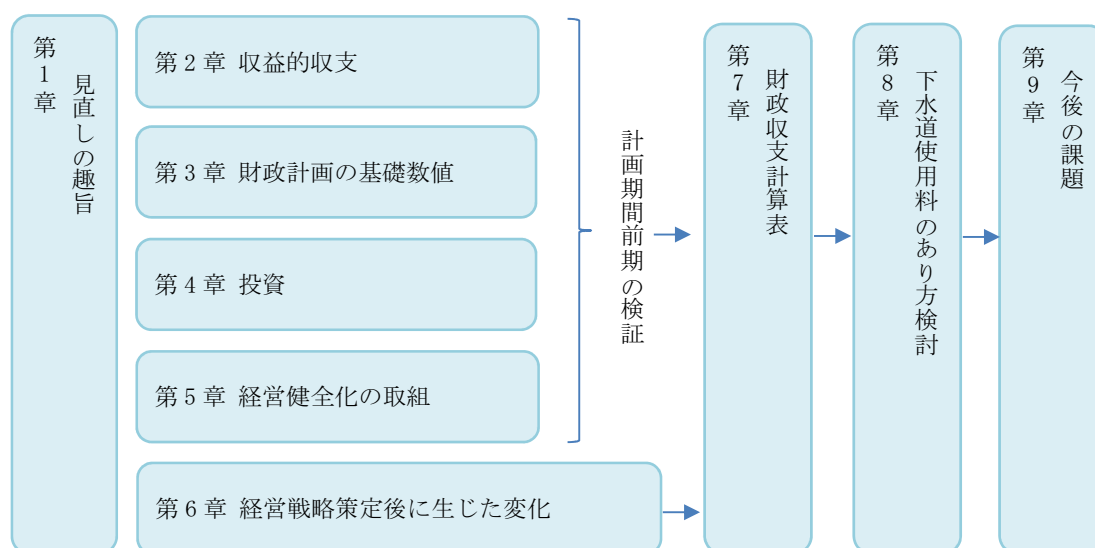 第1章
見直しの趣旨
第２章 収益的収支
第３章 財政計画の基礎数値
第４章 投資
第５章 経営健全化の取組
第６章 経営戦略策定後に生じた変化
計画期間前期の検証
第７章
財政収支計算表
第８章
下水道使用料のあり方検討
第９章
今後の課題